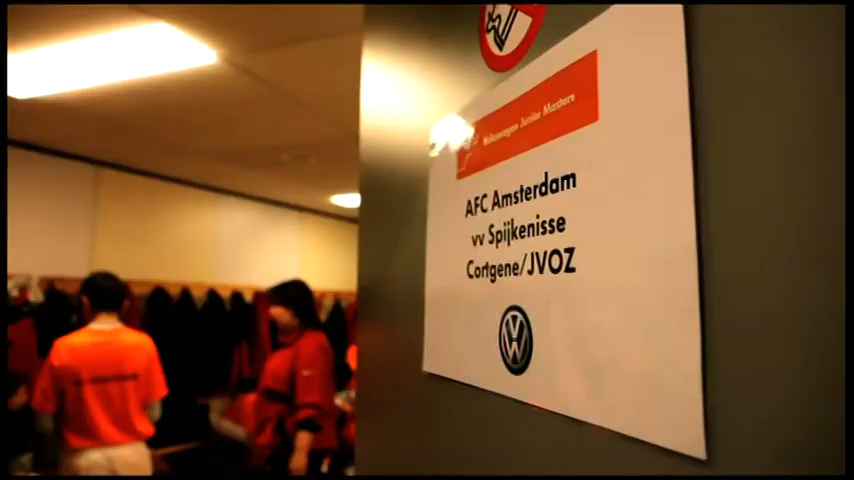 Volkswagen Junior Masters
AFC Amsterdam
vv Spijkenisse
Cortgene/JVOZ